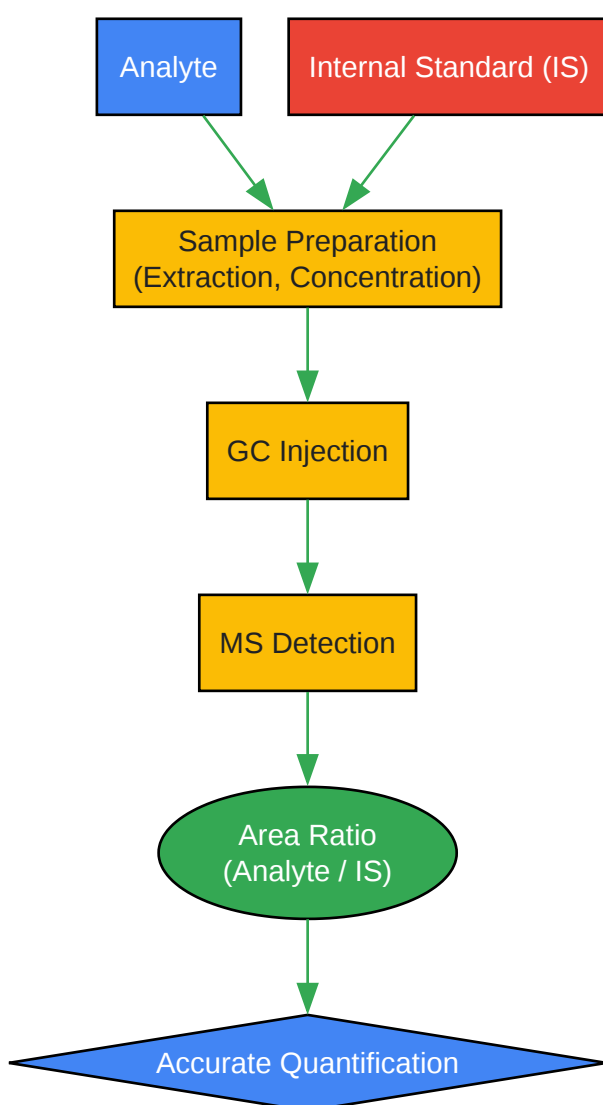 Analyte
Internal Standard (IS)
Sample Preparation
(Extraction, Concentration)
GC Injection
MS Detection
Area Ratio
(Analyte / IS)
Accurate Quantification